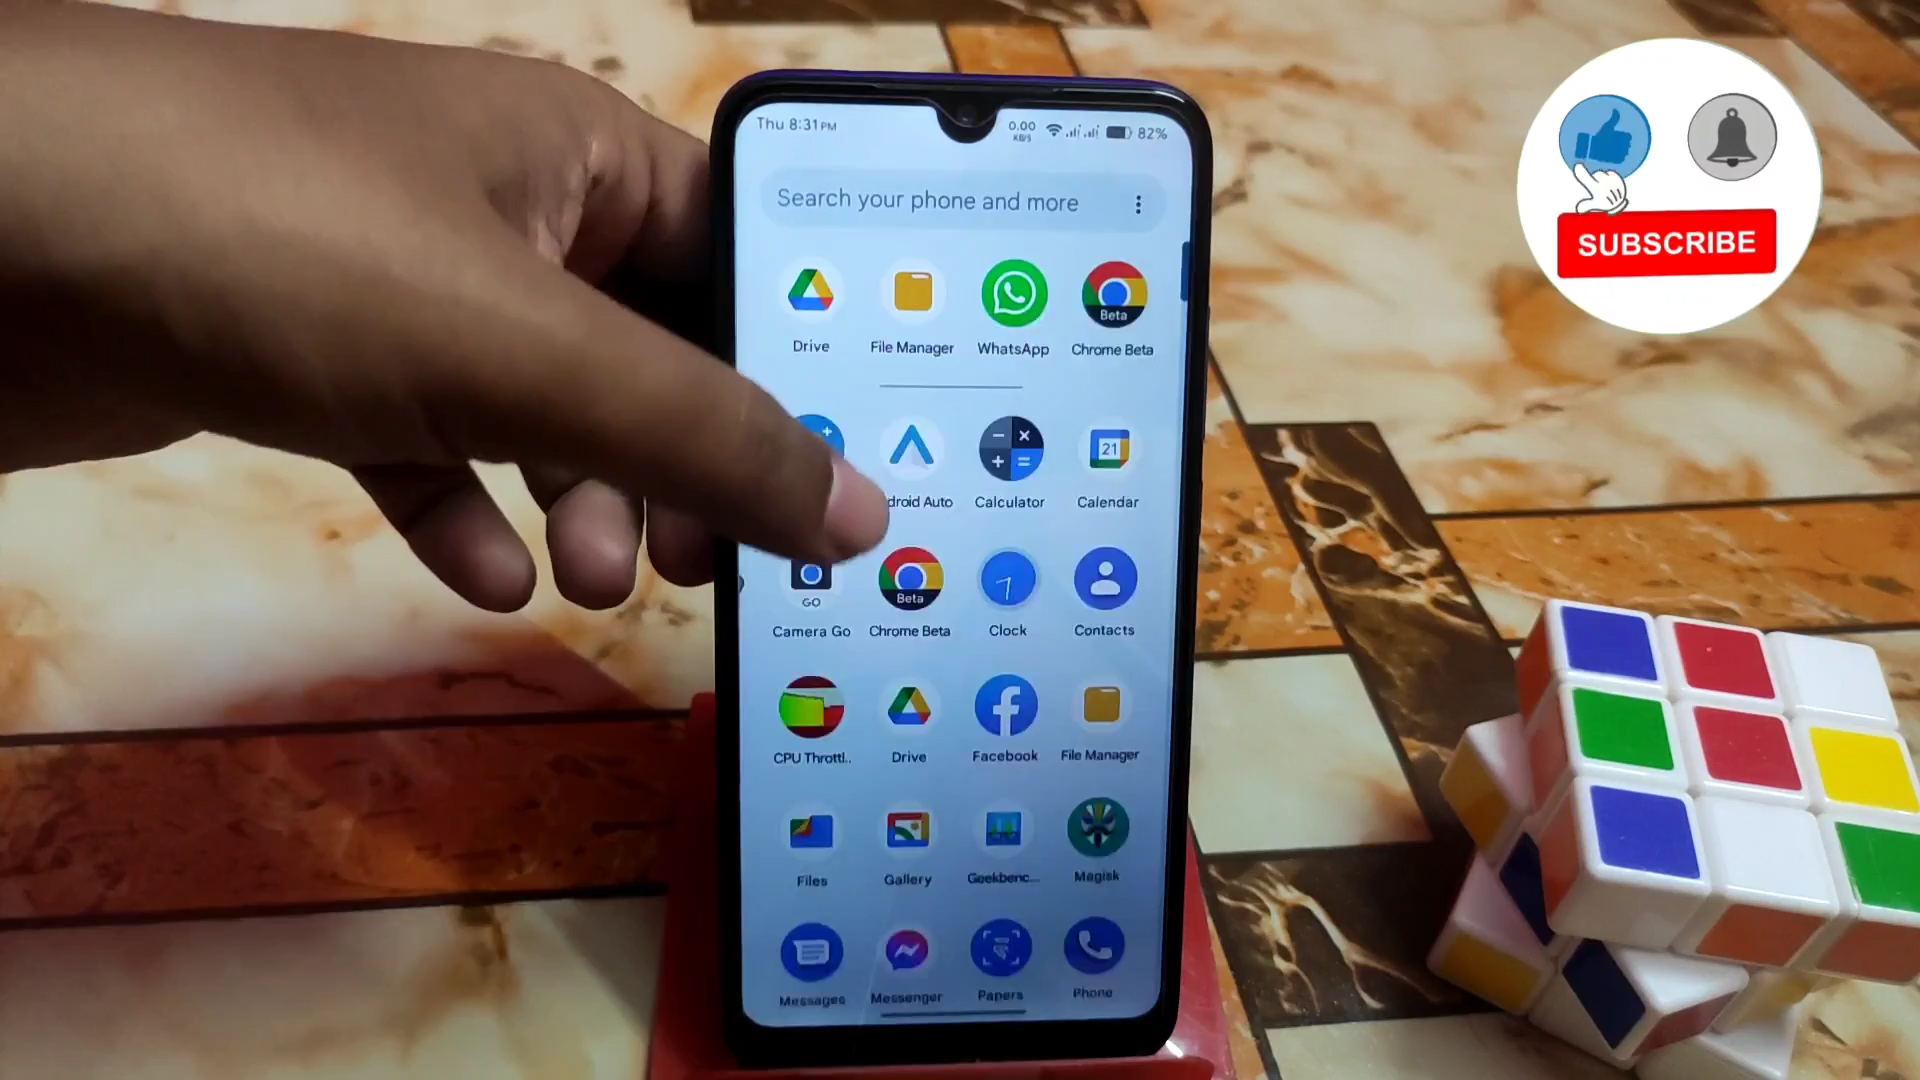 Thu 8:31PM
0.00
KB/S
82%
Search your phone and more
Beta
Drive
File Manager
WhatsApp
Chrome Beta
21
droid Auto
Calculator
Calendar
GO
Beta
Camera Go
Chrome Beta
Clock
Contacts
CPU Throttl..
Drive
Facebook
File Manager
Files
Gallery
Geekbenc...
Magisk
Messages
Messenger
Papers
Phone
SUBSCRIBE